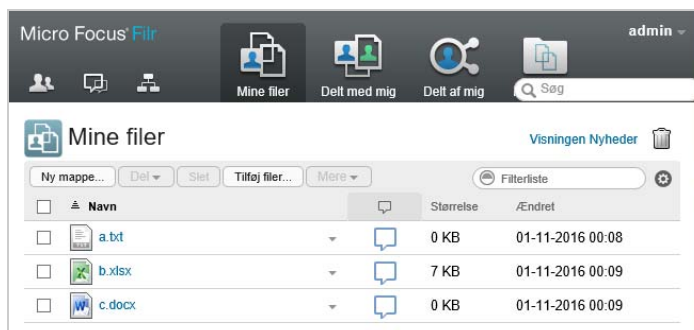 Micro Focus Filr
admin
Mine filer
Delt med mig
Delt af mig
Søg
Mine filer
Visningen Nyheder
Ny mappe... Del Slet Tilføj filer... Mere Filterliste
Navn Størrelse Ændret
a.txt 0 KB 01-11-2016 00:08
b.xlsx 7 KB 01-11-2016 00:09
c.docx 0 KB 01-11-2016 00:09